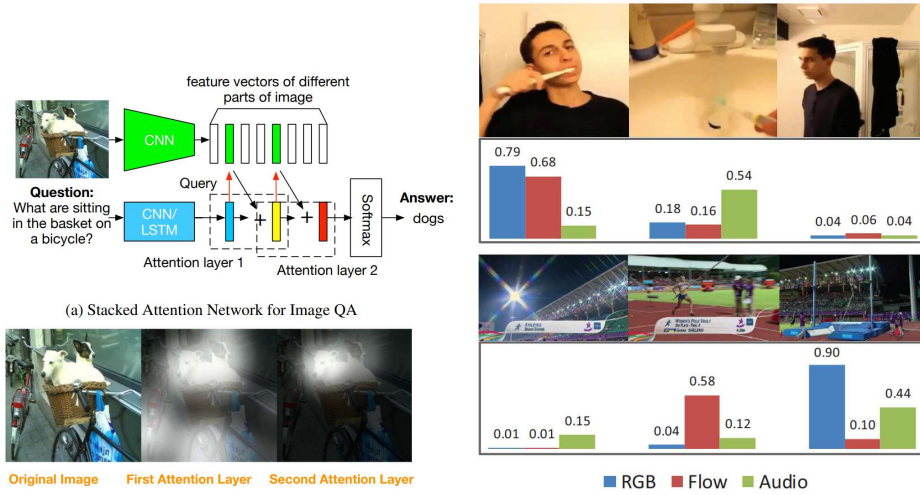 feature vectors of different
parts of image
CNN
Question:
What are sitting
in the basket on
a bicycle?
CNN/
LSTM
Query
+
+
Softmax
Answer:
dogs
Attention layer 1
Attention layer 2
(a) Stacked Attention Network for Image QA
Original Image
First Attention Layer
Second Attention Layer
0.79
0.68
0.15
0.18
0.16
0.54
0.04
0.06
0.04
WOMEN'S POLE VAULT
0.01
0.01
0.15
0.04
0.58
0.12
0.90
0.10
0.44
RGB
Flow
Audio